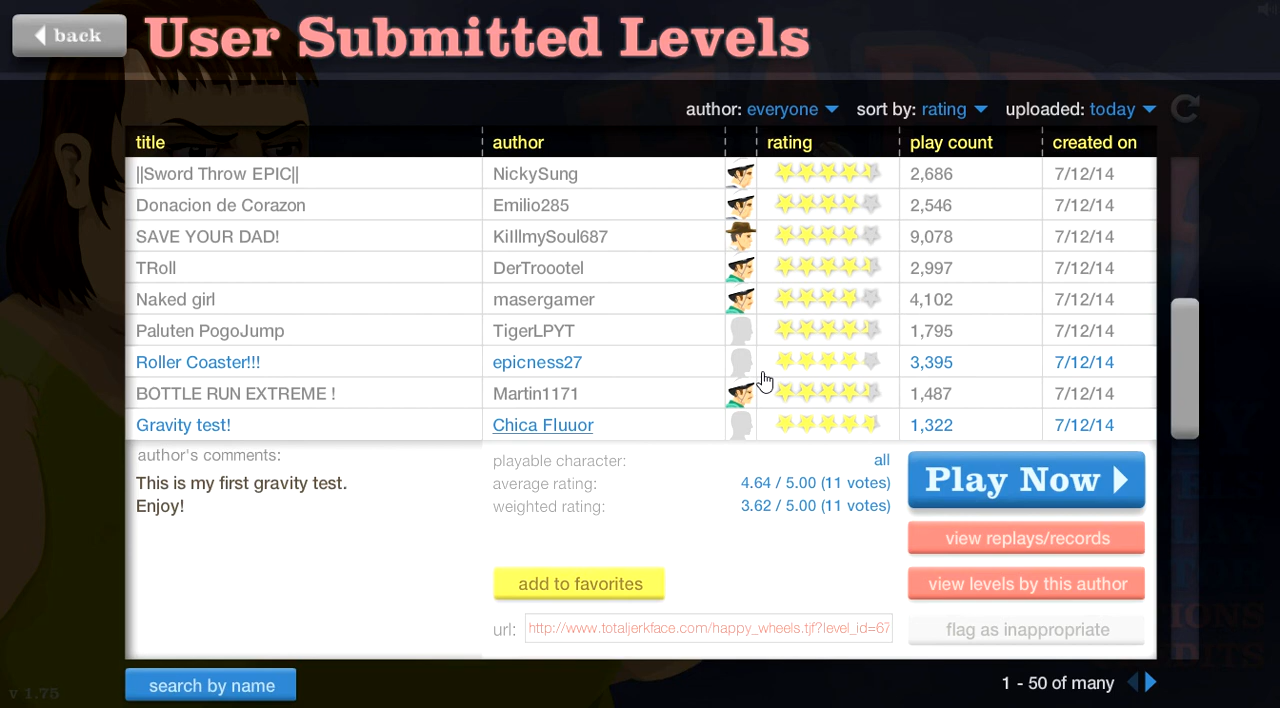 back
User Submitted Levels
author: everyone sort by: rating uploaded: today
title author rating play count created on
||Sword Throw EPIC|| NickySung 2,686 7/12/14
Donacion de Corazon Emilio285 2,546 7/12/14
SAVE YOUR DAD! KilllmySoul687 9,078 7/12/14
TRoll DerTroootel 2,997 7/12/14
Naked girl masergamer 4,102 7/12/14
Paluten PogoJump TigerLPYT 1,795 7/12/14
Roller Coaster!!! epicness27 3,395 7/12/14
BOTTLE RUN EXTREME ! Martin1171 1,487 7/12/14
Gravity test! Chica Fluuor 1,322 7/12/14
author's comments:
This is my first gravity test.
Enjoy!
playable character: all
average rating: 4.64 / 5.00 (11 votes)
weighted rating: 3.62 / 5.00 (11 votes)
add to favorites
url: http://www.totaljerkface.com/happy_wheels.tjf?level_id=67
Play Now
view replays/records
view levels by this author
flag as inappropriate
v 1.75
search by name
1 - 50 of many